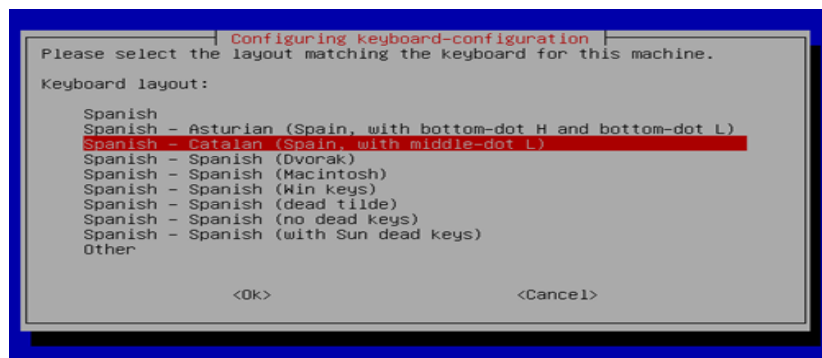 Configuring keyboard-configuration
Please select the layout matching the keyboard for this machine.
Keyboard layout:
Spanish
Spanish - Asturian (Spain, with bottom-dot H and bottom-dot L)
Spanish - Catalan (Spain, with middle-dot L)
Spanish - Spanish (Dvorak)
Spanish - Spanish (Macintosh)
Spanish - Spanish (Win keys)
Spanish - Spanish (dead tilde)
Spanish - Spanish (no dead keys)
Spanish - Spanish (with Sun dead keys)
Other
<Ok> <Cancel>